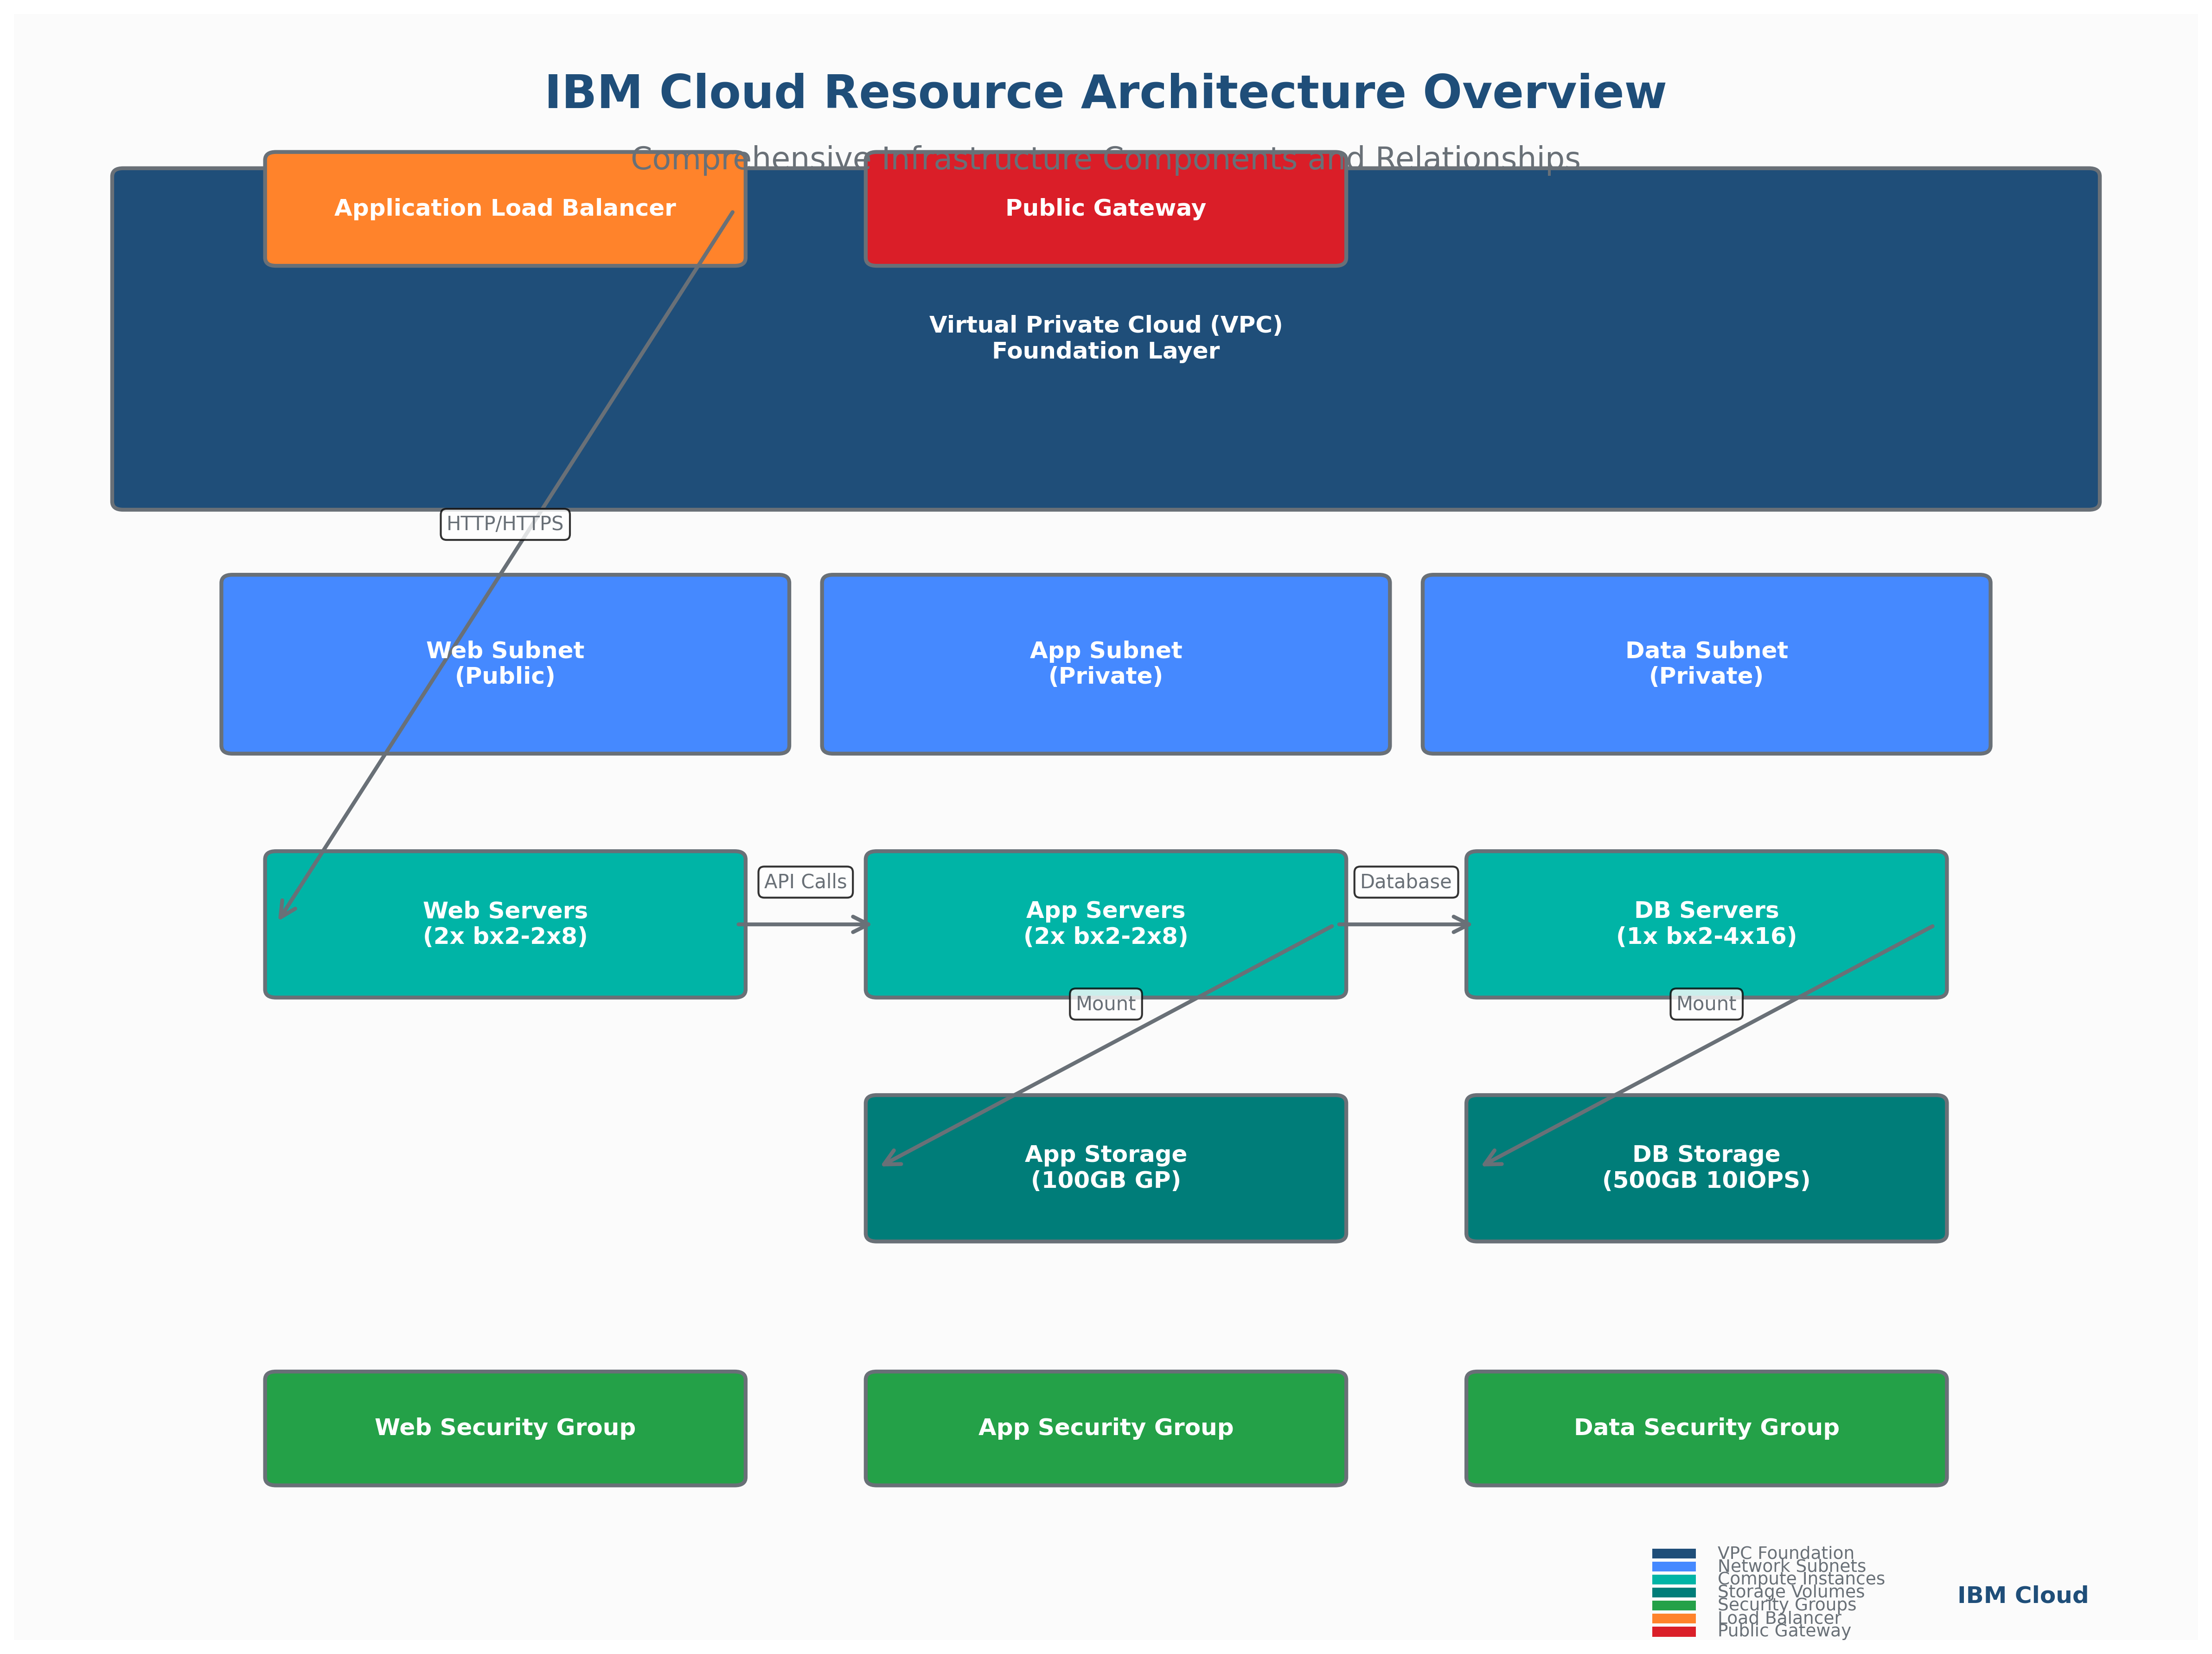 IBM Cloud Resource Architecture Overview
Comprehensive Infrastructure Components and Relationships
Application Load Balancer
Public Gateway
Virtual Private Cloud (VPC)
Foundation Layer
HTTP/HTTPS
Web Subnet
(Public)
App Subnet
(Private)
Data Subnet
(Private)
API Calls
Database
Web Servers
(2x bx2-2x8)
App Servers
(2x bx2-2x8)
DB Servers
(1x bx2-4x16)
Mount
Mount
App Storage
(100GB GP)
DB Storage
(500GB 10IOPS)
Web Security Group
App Security Group
Data Security Group
VPC Foundation
Network Subnets
Compute Instances
Storage Volumes
Security Groups
Load Balancer
Public Gateway
IBM Cloud